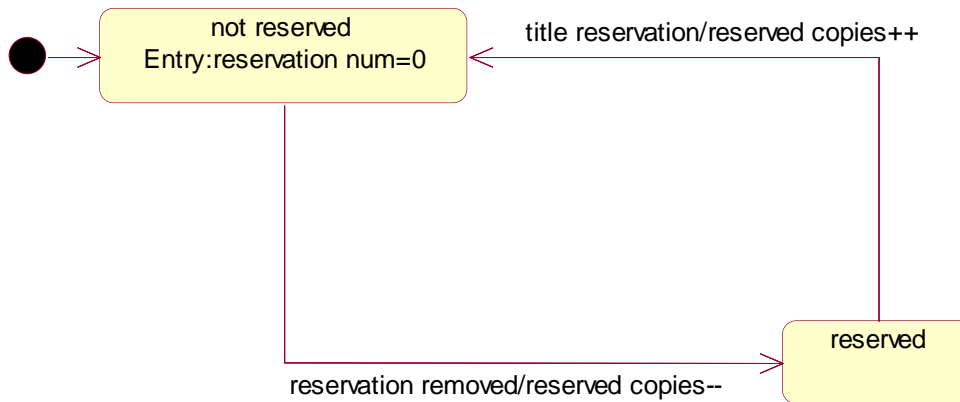 not reserved
Entry:reservation num=0
title reservation/reserved copies++
reserved
reservation removed/reserved copies--